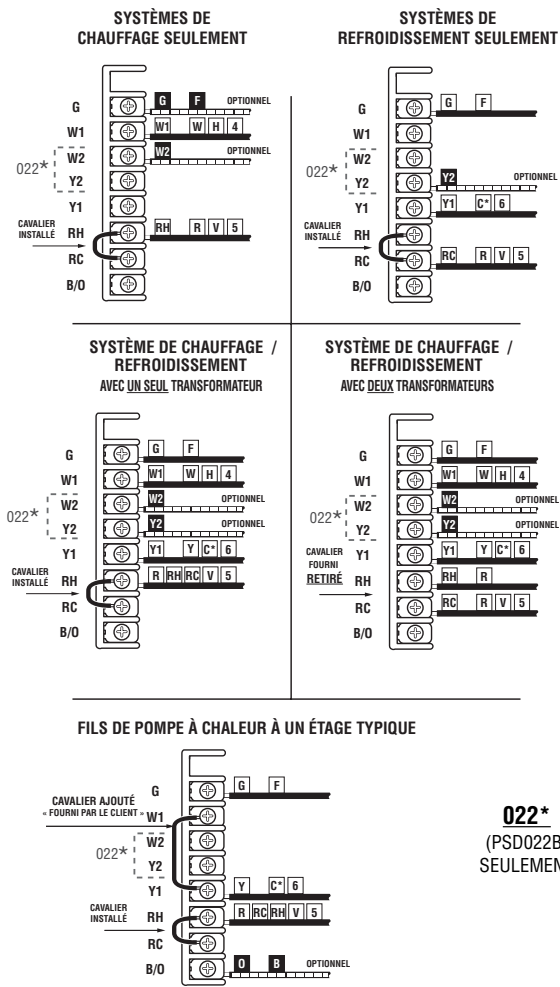 SYSTÈMES DE
CHAUFFAGE SEULEMENT
G G F OPTIONNEL
W1 W1 W H 4
W2 W2 OPTIONNEL
022*
Y2
Y1
CAVALIER
INSTALLÉ
RH RH R V 5
RC
B/O
SYSTÈMES DE
REFROIDISSEMENT SEULEMENT
G G F
W1
W2
022*
Y2 Y2 OPTIONNEL
Y1 Y1 C* 6
CAVALIER
INSTALLÉ
RH
RC RC R V 5
B/O
SYSTÈME DE CHAUFFAGE /
REFROIDISSEMENT
AVEC UN SEUL TRANSFORMATEUR
G G F
W1 W1 W H 4
W2 W2 OPTIONNEL
022*
Y2 Y2 OPTIONNEL
Y1 Y1 Y C* 6
CAVALIER
INSTALLÉ
RH R RH RC V 5
RC
B/O
SYSTÈME DE CHAUFFAGE /
REFROIDISSEMENT
AVEC DEUX TRANSFORMATEURS
G G F
W1 W1 W H 4
W2 W2 OPTIONNEL
022*
Y2 Y2 OPTIONNEL
Y1 Y1 Y C* 6
CAVALIER
FOURNI
RETIRÉ
RH RH R
RC RC R V 5
B/O
FILS DE POMPE À CHALEUR À UN ÉTAGE TYPIQUE
G G F
CAVALIER AJOUTÉ
« FOURNI PAR LE CLIENT »
W1
W2
022*
Y2
Y1 Y C* 6
CAVALIER
INSTALLÉ
RH R RC RH V 5
RC
B/O O B OPTIONNEL
022*
(PSD022B
SEULEMEN